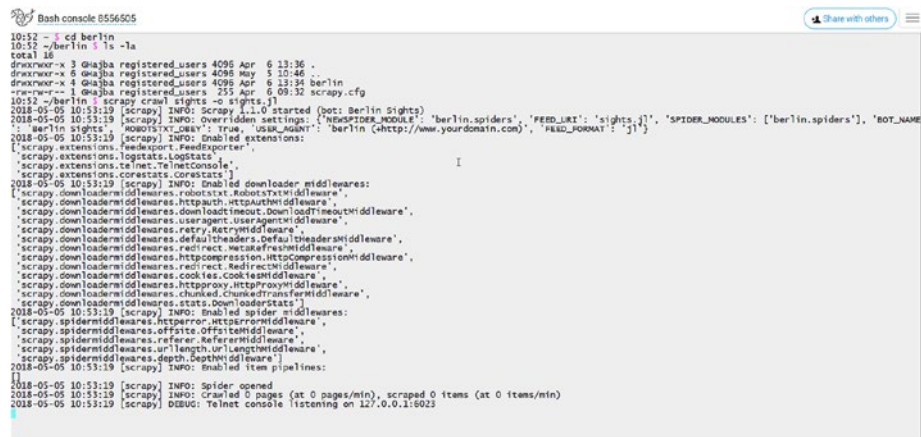 Bash console 8556505
Share with others
10:52 ~ $ cd berlin
10:52 ~/berlin $ ls -la
total 16
drwxrwxr-x 3 GHajba registered_users 4096 Apr  6 13:36 .
drwxrwxr-x 6 GHajba registered_users 4096 May  5 10:46 ..
drwxrwxr-x 4 GHajba registered_users 4096 Apr  6 13:34 berlin
-rw-rw-r-- 1 GHajba registered_users  255 Apr  6 09:32 scrapy.cfg
10:52 ~/berlin $ scrapy crawl sights -o sights.jl
2018-05-05 10:53:19 [scrapy] INFO: Scrapy 1.1.0 started (bot: Berlin Sights)
2018-05-05 10:53:19 [scrapy] INFO: Overridden settings: {'NEWSPIDER_MODULE': 'berlin.spiders', 'FEED_URI': 'sights.jl', 'SPIDER_MODULES': ['berlin.spiders'], 'BOT_NAME
': 'Berlin Sights', 'ROBOTSTXT_OBEY': True, 'USER_AGENT': 'berlin (+http://www.yourdomain.com)', 'FEED_FORMAT': 'jl'}
2018-05-05 10:53:19 [scrapy] INFO: Enabled extensions:
['scrapy.extensions.feedexport.FeedExporter',
 'scrapy.extensions.logstats.LogStats',
 'scrapy.extensions.telnet.TelnetConsole',
 'scrapy.extensions.corestats.CoreStats']
2018-05-05 10:53:19 [scrapy] INFO: Enabled downloader middlewares:
['scrapy.downloadermiddlewares.robotstxt.RobotsTxtMiddleware',
 'scrapy.downloadermiddlewares.httpauth.HttpAuthMiddleware',
 'scrapy.downloadermiddlewares.downloadtimeout.DownloadTimeoutMiddleware',
 'scrapy.downloadermiddlewares.useragent.UserAgentMiddleware',
 'scrapy.downloadermiddlewares.retry.RetryMiddleware',
 'scrapy.downloadermiddlewares.defaultheaders.DefaultHeadersMiddleware',
 'scrapy.downloadermiddlewares.redirect.MetaRefreshMiddleware',
 'scrapy.downloadermiddlewares.httpcompression.HttpCompressionMiddleware',
 'scrapy.downloadermiddlewares.redirect.RedirectMiddleware',
 'scrapy.downloadermiddlewares.cookies.CookiesMiddleware',
 'scrapy.downloadermiddlewares.httpproxy.HttpProxyMiddleware',
 'scrapy.downloadermiddlewares.chunked.ChunkedTransferMiddleware',
 'scrapy.downloadermiddlewares.stats.DownloaderStats']
2018-05-05 10:53:19 [scrapy] INFO: Enabled spider middlewares:
['scrapy.spidermiddlewares.httperror.HttpErrorMiddleware',
 'scrapy.spidermiddlewares.offsite.OffsiteMiddleware',
 'scrapy.spidermiddlewares.referer.RefererMiddleware',
 'scrapy.spidermiddlewares.urllength.UrlLengthMiddleware',
 'scrapy.spidermiddlewares.depth.DepthMiddleware']
2018-05-05 10:53:19 [scrapy] INFO: Enabled item pipelines:
[]
2018-05-05 10:53:19 [scrapy] INFO: Spider opened
2018-05-05 10:53:19 [scrapy] INFO: Crawled 0 pages (at 0 pages/min), scraped 0 items (at 0 items/min)
2018-05-05 10:53:19 [scrapy] DEBUG: Telnet console listening on 127.0.0.1:6023